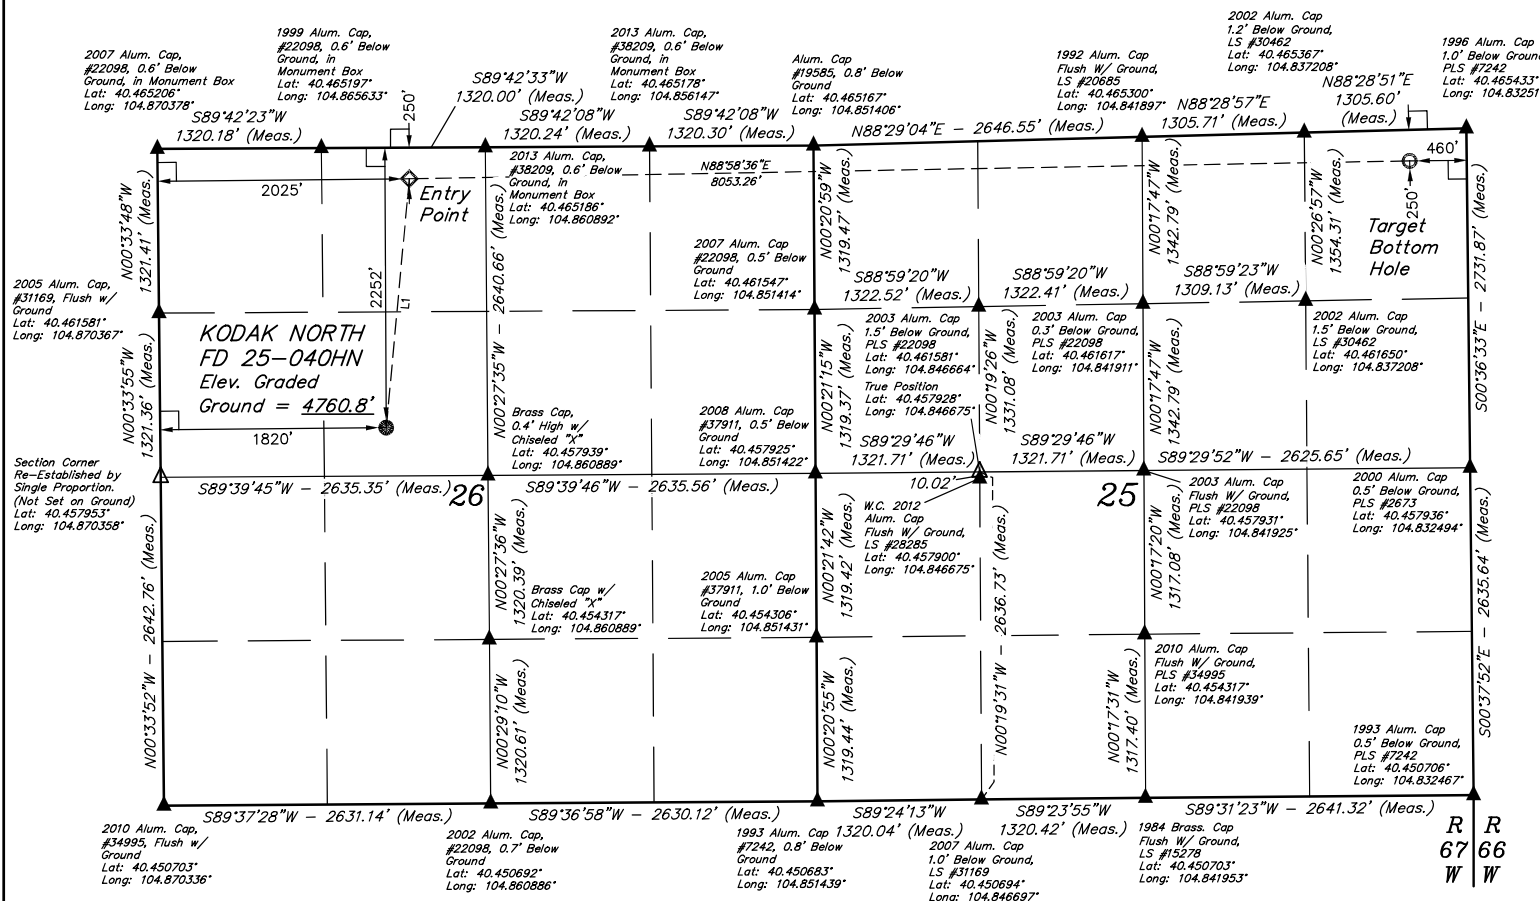 2007 Alum. Cap,
#22098, 0.6' Below
Ground, in Monument Box
Lat: 40.465206°
Long: 104.870378°
1999 Alum. Cap,
#22098, 0.6' Below
Ground, in
Monument Box
Lat: 40.465197°
Long: 104.865633°
2013 Alum. Cap,
#38209, 0.6' Below
Ground, in
Monument Box
Lat: 40.465178°
Long: 104.856147°
Alum. Cap
#19585, 0.8' Below
Ground
Lat: 40.465167°
Long: 104.851406°
1992 Alum. Cap
Flush W/ Ground,
LS #20685
Lat: 40.465300°
Long: 104.841897°
2002 Alum. Cap
1.2' Below Ground,
LS #30462
Lat: 40.465367°
Long: 104.837208°
1996 Alum. Cap
1.0' Below Ground
PLS #7242
Lat: 40.465433°
Long: 104.83251
S89°42'23"W
1320.18' (Meas.)
S89°42'33"W
1320.00' (Meas.)
250'
S89°42'08"W
1320.24' (Meas.)
S89°42'08"W
1320.30' (Meas.)
N88°29'04"E - 2646.55' (Meas.)
N88°28'57"E
1305.71' (Meas.)
N88°28'51"E
1305.60'
(Meas.)
2025'
Entry
Point
2013 Alum. Cap,
#38209, 0.6' Below
Ground, in
Monument Box
Lat: 40.465186°
Long: 104.860892°
N88°58'36"E
8053.26'
460'
250'
Target
Bottom
Hole
N00°33'48"W
1321.41' (Meas.)
2252'
L1
N00°27'35"W - 2640.66' (Meas.)
N00°20'59"W
1319.47' (Meas.)
N00°17'47"W
1342.79' (Meas.)
N00°26'57"W
1354.31' (Meas.)
S00°36'33"E - 2731.87' (Meas.)
2007 Alum. Cap
#22098, 0.5' Below
Ground
Lat: 40.461547°
Long: 104.851414°
2005 Alum. Cap,
#31169, Flush w/
Ground
Lat: 40.461581°
Long: 104.870367°
S88°59'20"W
1322.52' (Meas.)
S88°59'20"W
1322.41' (Meas.)
S88°59'23"W
1309.13' (Meas.)
KODAK NORTH
FD 25-040HN
Elev. Graded
Ground = 4760.8'
1820'
N00°33'55"W
1321.36' (Meas.)
2003 Alum. Cap
1.5' Below Ground,
PLS #22098
Lat: 40.461581°
Long: 104.846664°
2003 Alum. Cap
0.3' Below Ground,
PLS #22098
Lat: 40.461617°
Long: 104.841911°
2002 Alum. Cap
1.5' Below Ground,
LS #30462
Lat: 40.461650°
Long: 104.837208°
True Position
Lat: 40.457928°
Long: 104.846675°
N00°21'15"W
1319.37' (Meas.)
N00°19'26"W
1331.08' (Meas.)
N00°17'47"W
1342.79' (Meas.)
Brass Cap,
0.4' High w/
Chiseled "X"
Lat: 40.457939°
Long: 104.860889°
2008 Alum. Cap
#37911, 0.5' Below
Ground
Lat: 40.457925°
Long: 104.851422°
Section Corner
Re-Established by
Single Proportion.
(Not Set on Ground)
Lat: 40.457953°
Long: 104.870358°
S89°29'46"W
1321.71' (Meas.)
S89°29'46"W
1321.71' (Meas.)
S89°29'52"W - 2625.65' (Meas.)
S89°39'45"W - 2635.35' (Meas.)
26
S89°39'46"W - 2635.56' (Meas.)
10.02'
25
W.C. 2012
Alum. Cap
Flush W/ Ground,
LS #28285
Lat: 40.457900°
Long: 104.846675°
2003 Alum. Cap
Flush W/ Ground,
PLS #22098
Lat: 40.457931°
Long: 104.841925°
2000 Alum. Cap
0.5' Below Ground,
PLS #2673
Lat: 40.457936°
Long: 104.832494°
N00°33'52"W - 2642.76' (Meas.)
N00°27'36"W
1320.39' (Meas.)
N00°21'42"W
1319.42' (Meas.)
N00°19'31"W - 2636.73' (Meas.)
N00°17'20"W
1317.08' (Meas.)
S00°37'52"E - 2635.64' (Meas.)
Brass Cap w/
Chiseled "X"
Lat: 40.454317°
Long: 104.860889°
2005 Alum. Cap
#37911, 1.0' Below
Ground
Lat: 40.454306°
Long: 104.851431°
2010 Alum. Cap
Flush W/ Ground,
PLS #34995
Lat: 40.454317°
Long: 104.841939°
N00°29'10"W
1320.61' (Meas.)
N00°20'55"W
1319.44' (Meas.)
N00°17'31"W
1317.40' (Meas.)
1993 Alum. Cap
0.5' Below Ground,
PLS #7242
Lat: 40.450706°
Long: 104.832467°
S89°37'28"W - 2631.14' (Meas.)
S89°36'58"W - 2630.12' (Meas.)
S89°24'13"W
1320.04' (Meas.)
S89°23'55"W
1320.42' (Meas.)
S89°31'23"W - 2641.32' (Meas.)
2010 Alum. Cap,
#34995, Flush w/
Ground
Lat: 40.450703°
Long: 104.870336°
2002 Alum. Cap,
#22098, 0.7' Below
Ground
Lat: 40.450692°
Long: 104.860886°
1993 Alum. Cap
#7242, 0.8' Below
Ground
Lat: 40.450683°
Long: 104.851439°
2007 Alum. Cap
1.0' Below Ground,
LS #31169
Lat: 40.450694°
Long: 104.846697°
1984 Brass. Cap
Flush W/ Ground,
LS #15278
Lat: 40.450703°
Long: 104.841953°
R R
67 66
W W